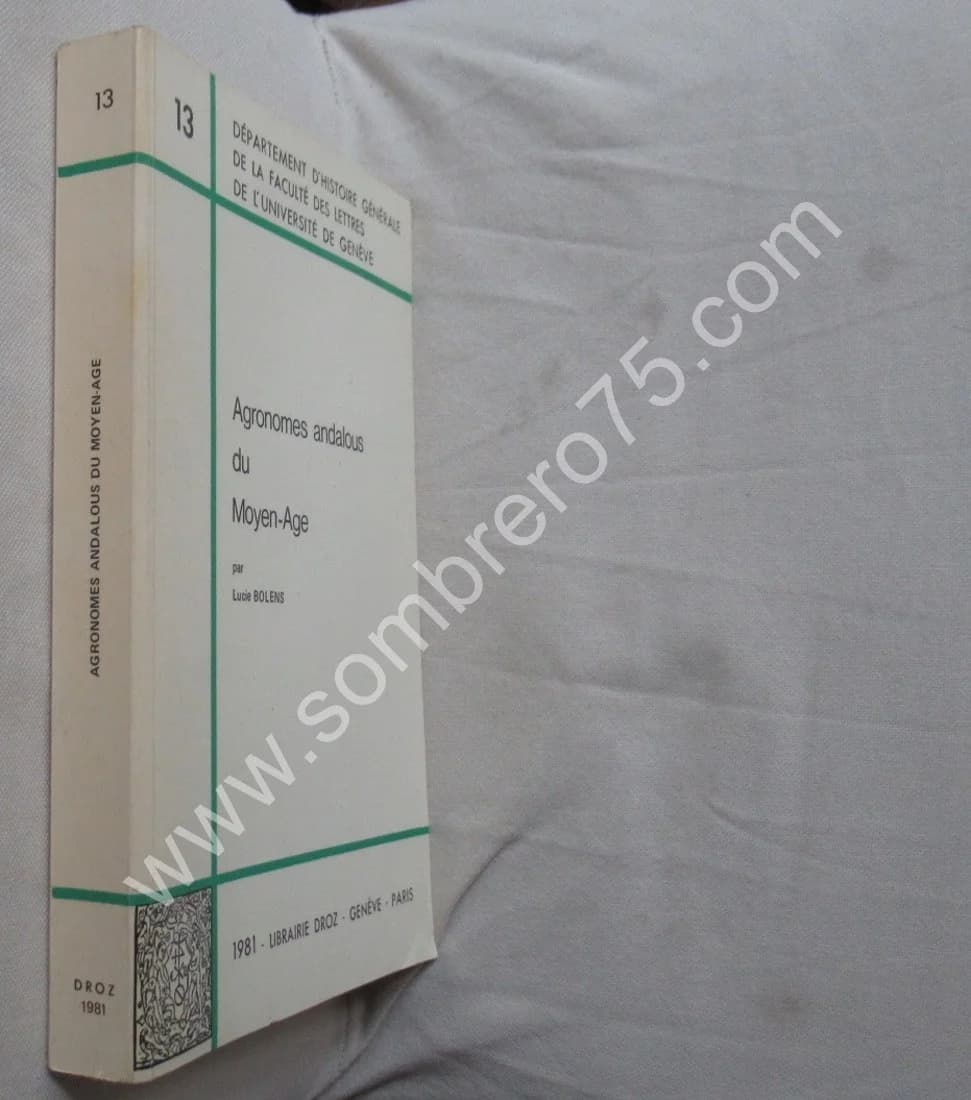 13
AGRONOMES ANDALOUS DU MOYEN-AGE
DROZ
1981
13
DÉPARTEMENT D'HISTOIRE GÉNÉRALE
DE LA FACULTÉ DES LETTRES
DE L'UNIVERSITÉ DE GENÈVE
Agronomes andalous
du
Moyen-Age
par
Lucie BOLENS
1981 - LIBRAIRIE DROZ - GENÈVE - PARIS
www.sombrero75.com